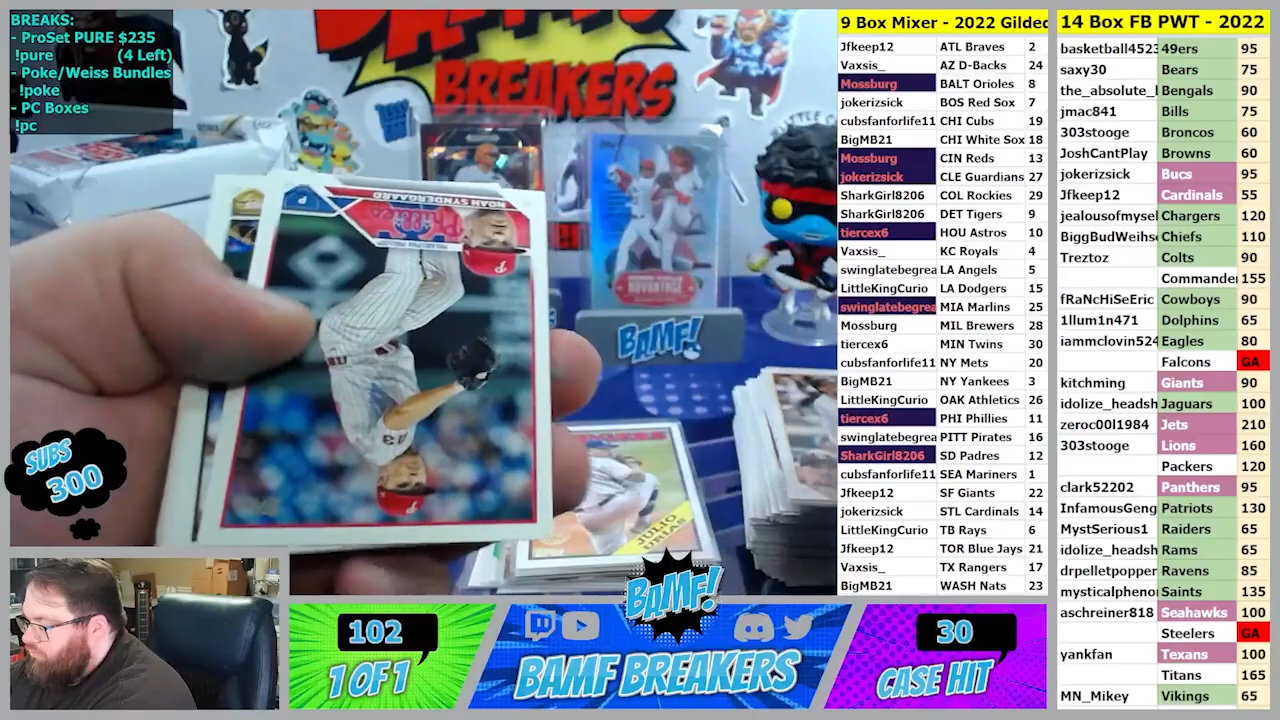 BREAKS:
- ProSet PURE $235
!pure (4 Left)
- Poke/Weiss Bundles
!poke
- PC Boxes
!pc
BREAKERS
NOAH SYNDERGAARD
ADVANTAGE
BAMF!
JULIO
SUBS
300
9 Box Mixer - 2022 Gilded
Jfkeep12 ATL Braves 2
Vaxsis_ AZ D-Backs 24
Mossburg BALT Orioles 8
jokerizsick BOS Red Sox 7
cubsfanforlife11 CHI Cubs 19
BigMB21 CHI White Sox 18
Mossburg CIN Reds 13
jokerizsick CLE Guardians 27
SharkGirl8206 COL Rockies 29
SharkGirl8206 DET Tigers 9
tiercex6 HOU Astros 10
Vaxsis_ KC Royals 4
swinglatebegrea LA Angels 5
LittleKingCurio LA Dodgers 15
swinglatebegrea MIA Marlins 25
Mossburg MIL Brewers 28
tiercex6 MIN Twins 30
cubsfanforlife11 NY Mets 20
BigMB21 NY Yankees 3
LittleKingCurio OAK Athletics 26
tiercex6 PHI Phillies 11
swinglatebegrea PITT Pirates 16
SharkGirl8206 SD Padres 12
cubsfanforlife11 SEA Mariners 1
Jfkeep12 SF Giants 22
jokerizsick STL Cardinals 14
LittleKingCurio TB Rays 6
Jfkeep12 TOR Blue Jays 21
Vaxsis_ TX Rangers 17
BigMB21 WASH Nats 23
14 Box FB PWT - 2022
basketball4523 49ers 95
saxy30 Bears 75
the_absolute_l Bengals 90
jmac841 Bills 75
303stooge Broncos 60
JoshCantPlay Browns 60
jokerizsick Bucs 95
Jfkeep12 Cardinals 55
jealousofmysel Chargers 120
BiggBudWeihs Chiefs 110
Treztoz Colts 90
Commander 155
fRaNcHiSeEric Cowboys 90
1llum1n471 Dolphins 65
iammclovin524 Eagles 80
Falcons GA
kitchming Giants 90
idolize_headsh Jaguars 100
zeroc00l1984 Jets 210
303stooge Lions 160
Packers 120
clark52202 Panthers 95
InfamousGeng Patriots 130
MystSerious1 Raiders 65
idolize_headsh Rams 65
drpelletpopper Ravens 85
mysticalpheno Saints 135
aschreiner818 Seahawks 100
Steelers GA
yankfan Texans 100
Titans 165
MN_Mikey Vikings 65
102
1 OF 1
BAMF!
BAMF BREAKERS
30
CASE HIT